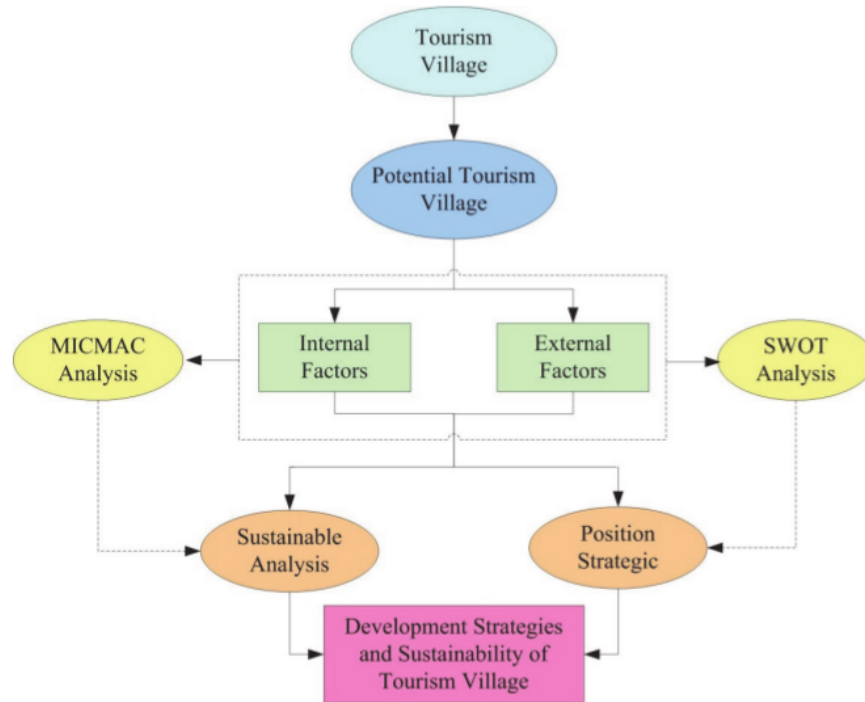 Tourism
Village
Potential Tourism
Village
Internal
Factors
External
Factors
MICMAC
Analysis
SWOT
Analysis
Sustainable
Analysis
Position
Strategic
Development Strategies
and Sustainability of
Tourism Village